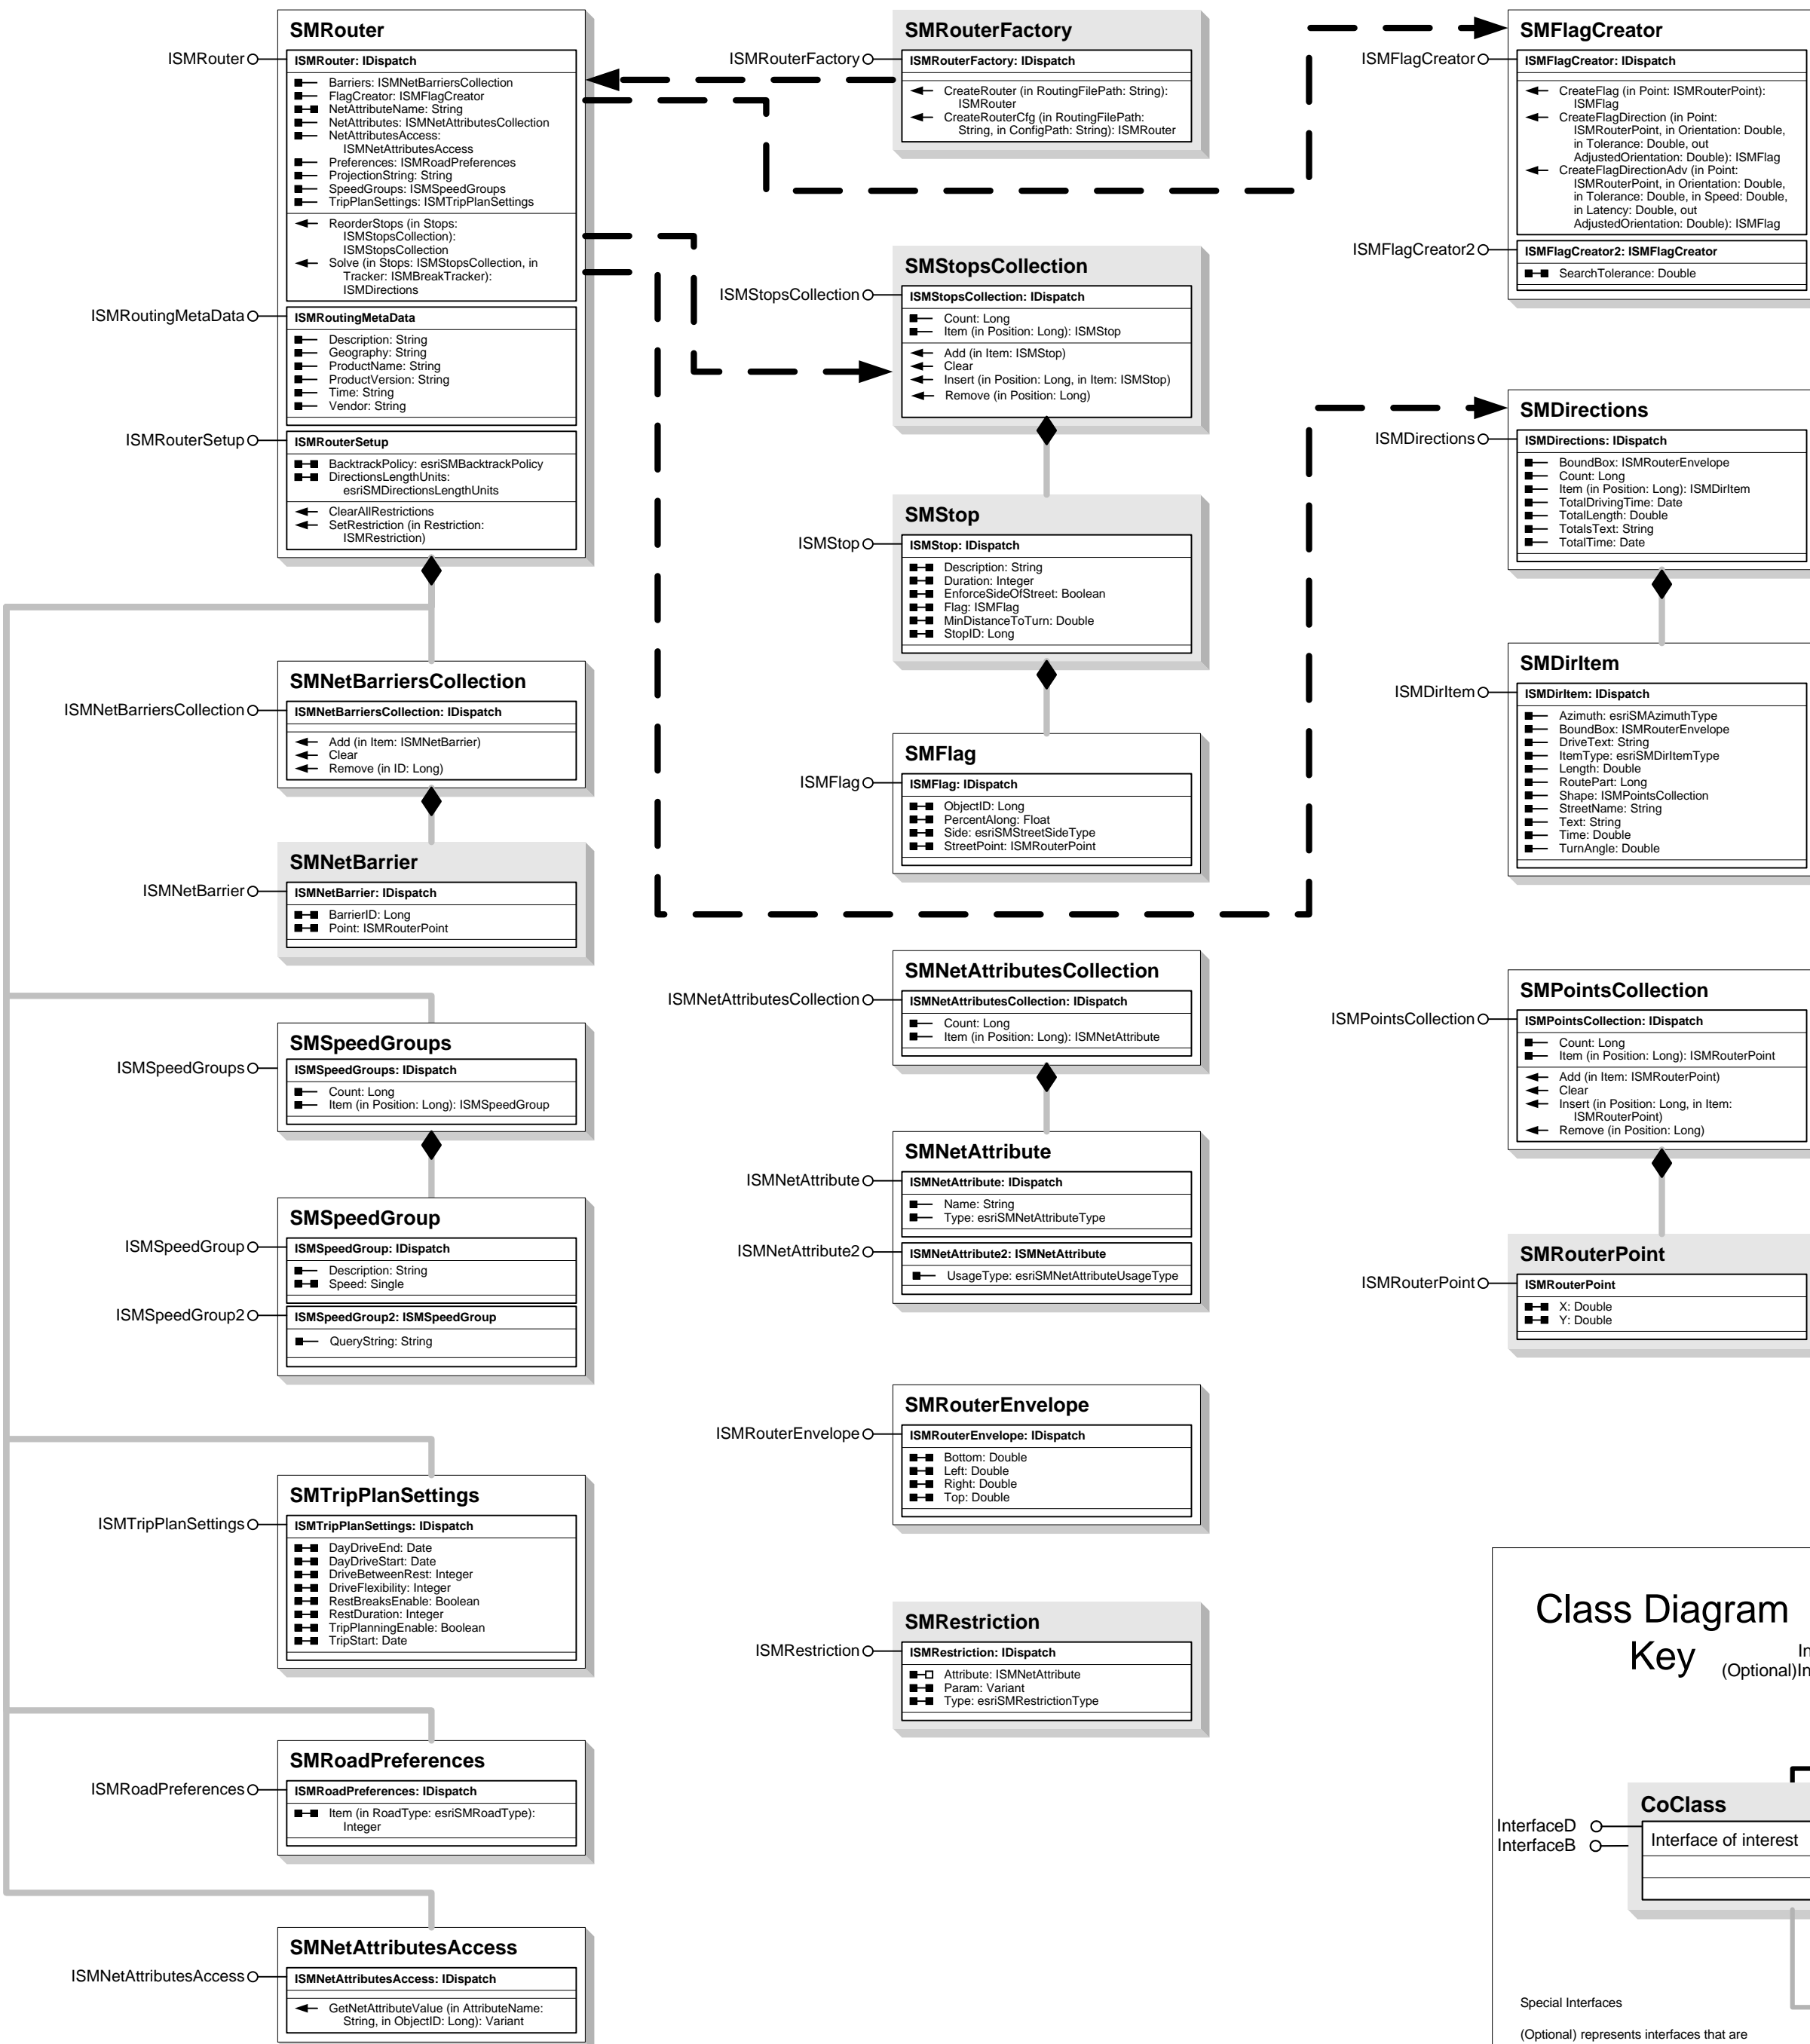 SMRouter
ISMRouter
ISMRouter: IDispatch
Barriers: ISMNetBarriersCollection
FlagCreator: ISMFlagCreator
NetAttributeName: String
NetAttributes: ISMNetAttributesCollection
NetAttributesAccess:
ISMNetAttributesAccess
Preferences: ISMRoadPreferences
ProjectionString: String
SpeedGroups: ISMSpeedGroups
TripPlanSettings: ISMTripPlanSettings
ReorderStops (in Stops:
ISMStopsCollection):
ISMStopsCollection
Solve (in Stops: ISMStopsCollection, in
Tracker: ISMBreakTracker):
ISMDirections
ISMRoutingMetaData
ISMRoutingMetaData
Description: String
Geography: String
ProductName: String
ProductVersion: String
Time: String
Vendor: String
ISMRouterSetup
ISMRouterSetup
BacktrackPolicy: esriSMBacktrackPolicy
DirectionsLengthUnits:
esriSMDirectionsLengthUnits
ClearAllRestrictions
SetRestriction (in Restriction:
ISMRestriction)
SMNetBarriersCollection
ISMNetBarriersCollection
ISMNetBarriersCollection: IDispatch
Add (in Item: ISMNetBarrier)
Clear
Remove (in ID: Long)
SMNetBarrier
ISMNetBarrier
ISMNetBarrier: IDispatch
BarrierID: Long
Point: ISMRouterPoint
SMSpeedGroups
ISMSpeedGroups
ISMSpeedGroups: IDispatch
Count: Long
Item (in Position: Long): ISMSpeedGroup
SMSpeedGroup
ISMSpeedGroup
ISMSpeedGroup: IDispatch
Description: String
Speed: Single
ISMSpeedGroup2
ISMSpeedGroup2: ISMSpeedGroup
QueryString: String
SMTripPlanSettings
ISMTripPlanSettings
ISMTripPlanSettings: IDispatch
DayDriveEnd: Date
DayDriveStart: Date
DriveBetweenRest: Integer
DriveFlexibility: Integer
RestBreaksEnable: Boolean
RestDuration: Integer
TripPlanningEnable: Boolean
TripStart: Date
SMRoadPreferences
ISMRoadPreferences
ISMRoadPreferences: IDispatch
Item (in RoadType: esriSMRoadType):
Integer
SMNetAttributesAccess
ISMNetAttributesAccess
ISMNetAttributesAccess: IDispatch
GetNetAttributeValue (in AttributeName:
String, in ObjectID: Long): Variant
SMRouterFactory
ISMRouterFactory
ISMRouterFactory: IDispatch
CreateRouter (in RoutingFilePath: String):
ISMRouter
CreateRouterCfg (in RoutingFilePath:
String, in ConfigPath: String): ISMRouter
SMStopsCollection
ISMStopsCollection
ISMStopsCollection: IDispatch
Count: Long
Item (in Position: Long): ISMStop
Add (in Item: ISMStop)
Clear
Insert (in Position: Long, in Item: ISMStop)
Remove (in Position: Long)
SMStop
ISMStop
ISMStop: IDispatch
Description: String
Duration: Integer
EnforceSideOfStreet: Boolean
Flag: ISMFlag
MinDistanceToTurn: Double
StopID: Long
SMFlag
ISMFlag
ISMFlag: IDispatch
ObjectID: Long
PercentAlong: Float
Side: esriSMStreetSideType
StreetPoint: ISMRouterPoint
SMNetAttributesCollection
ISMNetAttributesCollection
ISMNetAttributesCollection: IDispatch
Count: Long
Item (in Position: Long): ISMNetAttribute
SMNetAttribute
ISMNetAttribute
ISMNetAttribute: IDispatch
Name: String
Type: esriSMNetAttributeType
ISMNetAttribute2
ISMNetAttribute2: ISMNetAttribute
UsageType: esriSMNetAttributeUsageType
SMRouterEnvelope
ISMRouterEnvelope
ISMRouterEnvelope: IDispatch
Bottom: Double
Left: Double
Right: Double
Top: Double
SMRestriction
ISMRestriction
ISMRestriction: IDispatch
Attribute: ISMNetAttribute
Param: Variant
Type: esriSMRestrictionType
SMFlagCreator
ISMFlagCreator
ISMFlagCreator: IDispatch
CreateFlag (in Point: ISMRouterPoint):
ISMFlag
CreateFlagDirection (in Point:
ISMRouterPoint, in Orientation: Double,
in Tolerance: Double, out
AdjustedOrientation: Double): ISMFlag
CreateFlagDirectionAdv (in Point:
ISMRouterPoint, in Orientation: Double,
in Tolerance: Double, in Speed: Double,
in Latency: Double, out
AdjustedOrientation: Double): ISMFlag
ISMFlagCreator2
ISMFlagCreator2: ISMFlagCreator
SearchTolerance: Double
SMDirections
ISMDirections
ISMDirections: IDispatch
BoundBox: ISMRouterEnvelope
Count: Long
Item (in Position: Long): ISMDirItem
TotalDrivingTime: Date
TotalLength: Double
TotalsText: String
TotalTime: Date
SMDirItem
ISMDirItem
ISMDirItem: IDispatch
Azimuth: esriSMAzimuthType
BoundBox: ISMRouterEnvelope
DriveText: String
ItemType: esriSMDirItemType
Length: Double
RoutePart: Long
Shape: ISMPointsCollection
StreetName: String
Text: String
Time: Double
TurnAngle: Double
SMPointsCollection
ISMPointsCollection
ISMPointsCollection: IDispatch
Count: Long
Item (in Position: Long): ISMRouterPoint
Add (in Item: ISMRouterPoint)
Clear
Insert (in Position: Long, in Item:
ISMRouterPoint)
Remove (in Position: Long)
SMRouterPoint
ISMRouterPoint
ISMRouterPoint
X: Double
Y: Double
Class Diagram
Key
(Optional)
CoClass
InterfaceD
InterfaceB
Interface of interest
Special Interfaces
(Optional) represents interfaces that are